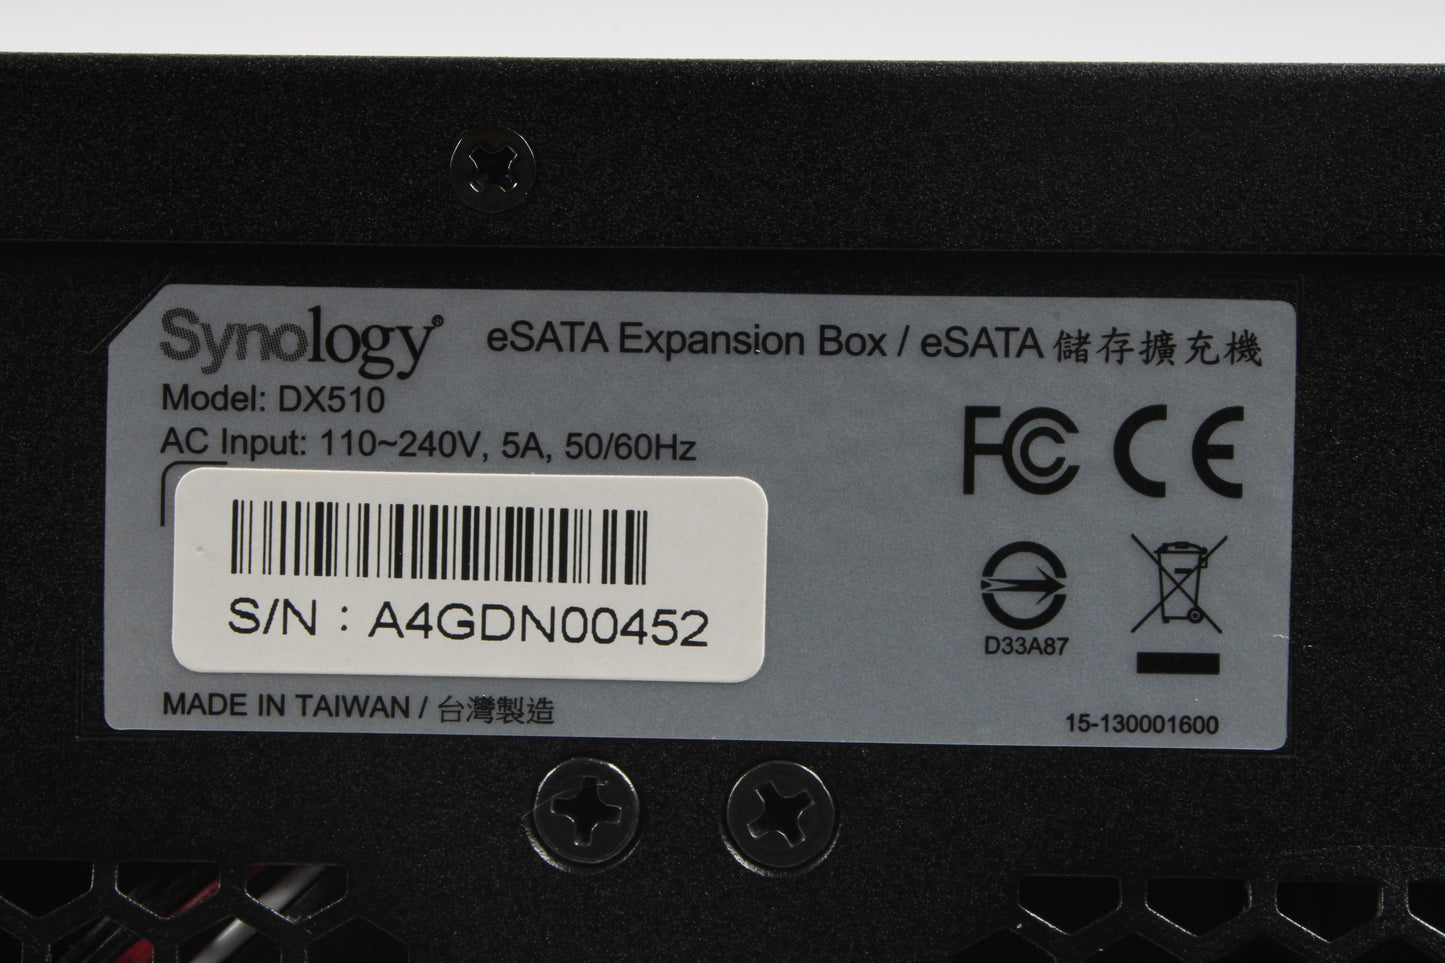 Synology® eSATA Expansion Box / eSATA 儲存擴充機
Model: DX510
AC Input: 110~240V, 5A, 50/60Hz
FC CE
S/N : A4GDN00452
D33A87
MADE IN TAIWAN / 台灣製造
15-130001600